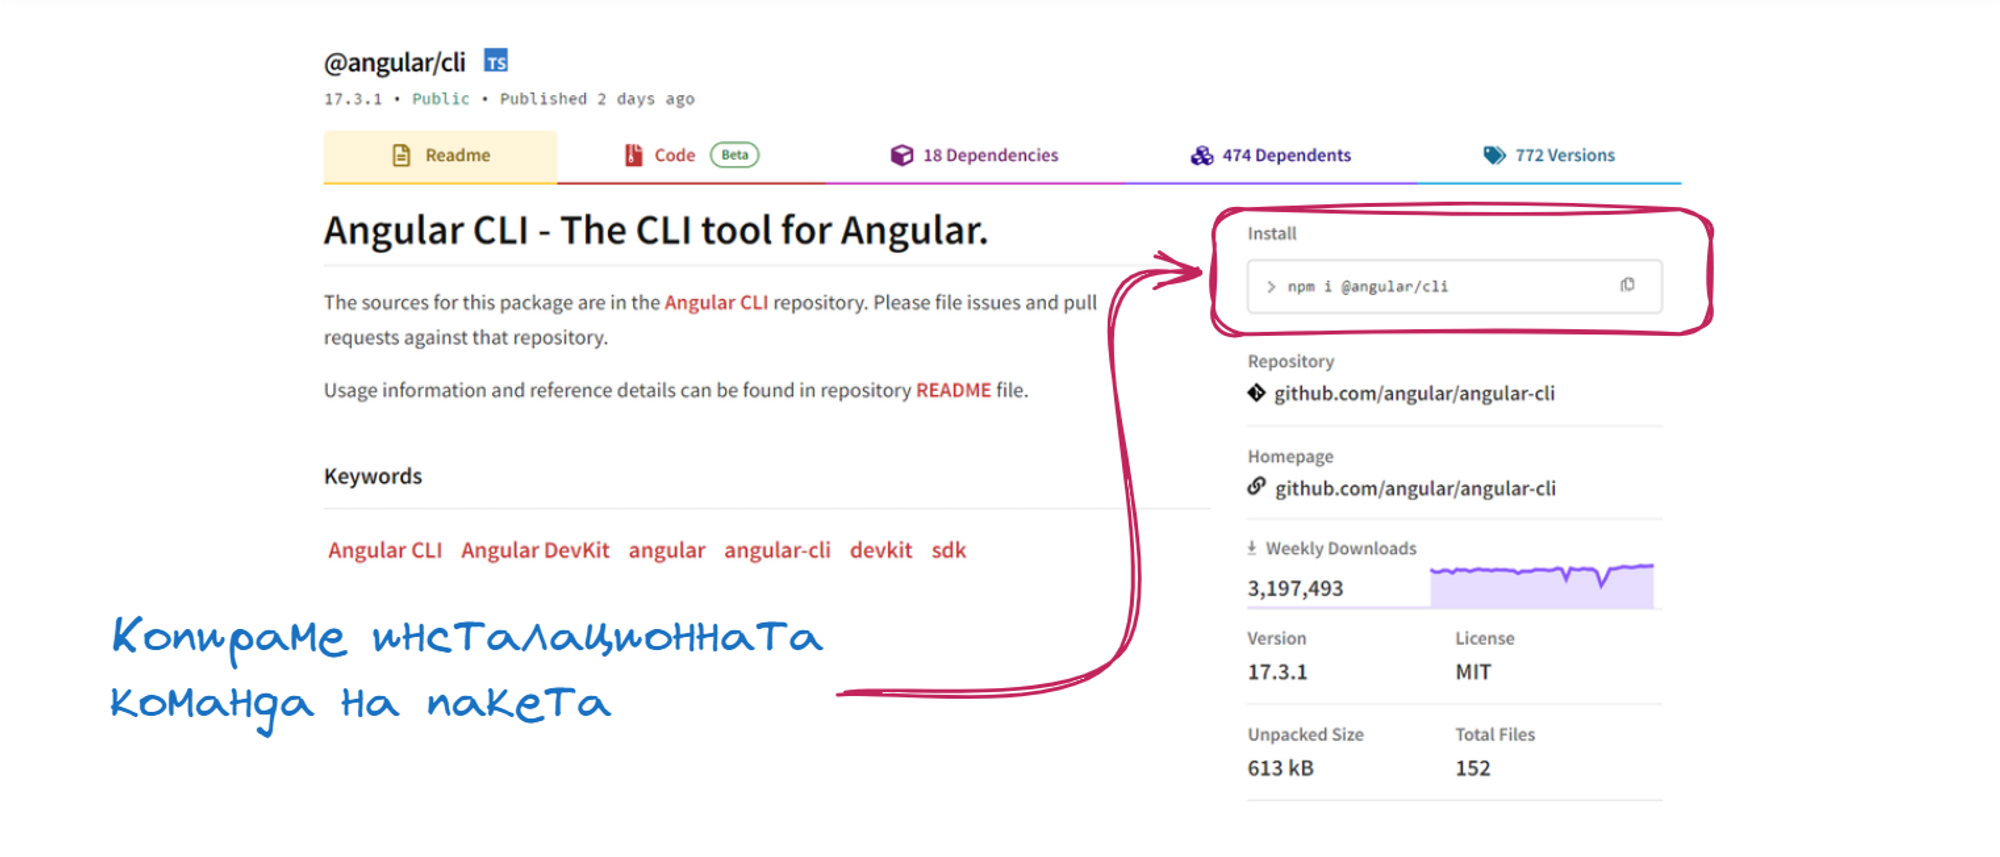 @angular/cli TS
17.3.1 • Public • Published 2 days ago
Readme
Code Beta
18 Dependencies
474 Dependents
772 Versions
Angular CLI - The CLI tool for Angular.
The sources for this package are in the Angular CLI repository. Please file issues and pull
requests against that repository.
Usage information and reference details can be found in repository README file.
Keywords
Angular CLI Angular DevKit angular angular-cli devkit sdk
Копираме инсталационната
команда на пакета
Install
> npm i @angular/cli
Repository
github.com/angular/angular-cli
Homepage
github.com/angular/angular-cli
Weekly Downloads
3,197,493
Version License
17.3.1 MIT
Unpacked Size Total Files
613 kB 152